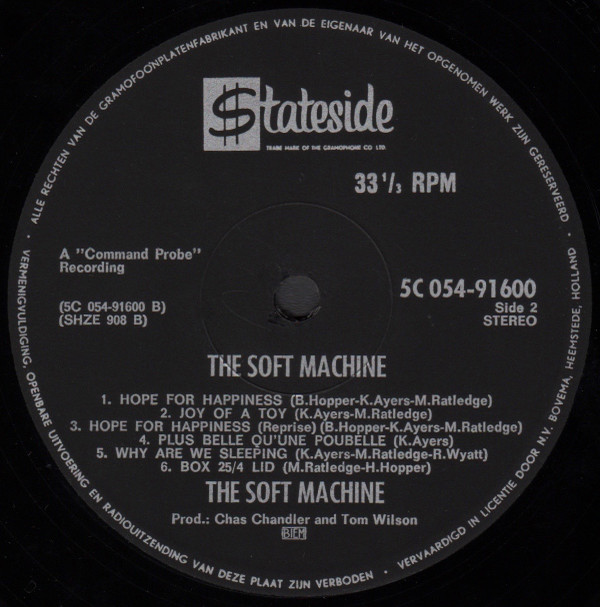 • ALLE RECHTEN VAN DE GRAMOFOONPLATENFABRIKANT EN VAN DE EIGENAAR VAN HET OPGENOMEN WERK ZIJN GERESERVEERD •
$tateside
TRADE MARK OF THE GRAMOPHONE CO LTD.
33 1/3 RPM
A "Command Probe"
Recording
5C 054-91600
Side 2
STEREO
(5C 054-91600 B)
(SHZE 908 B)
THE SOFT MACHINE
1. HOPE FOR HAPPINESS (B.Hopper-K.Ayers-M.Ratledge)
2. JOY OF A TOY (K.Ayers-M.Ratledge)
3. HOPE FOR HAPPINESS (Reprise) (B.Hopper-K.Ayers-M.Ratledge)
4. PLUS BELLE QU'UNE POUBELLE (K.Ayers)
5. WHY ARE WE SLEEPING (K.Ayers-M.Ratledge-R.Wyatt)
6. BOX 25/4 LID (M.Ratledge-H.Hopper)
THE SOFT MACHINE
Prod.: Chas Chandler and Tom Wilson
BIEM
VERMENIGVULDIGING, OPENBARE UITVOERING EN RADIOUITZENDING VAN DEZE PLAAT ZIJN VERBODEN •
VERVAARDIGD IN LICENTIE DOOR N.V. BOVEMA, HEEMSTEDE, HOLLAND